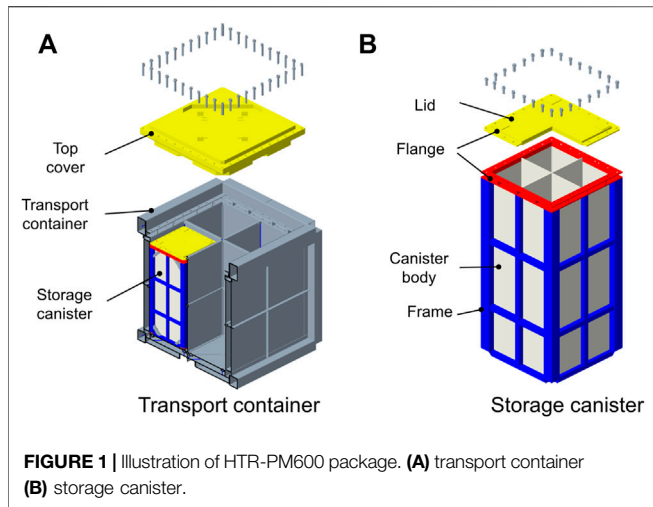 A
B
Top
cover
Transport
container
Storage
canister
Lid
Flange
Canister
body
Frame
Transport container
Storage canister
FIGURE 1 | Illustration of HTR-PM600 package. (A) transport container
(B) storage canister.